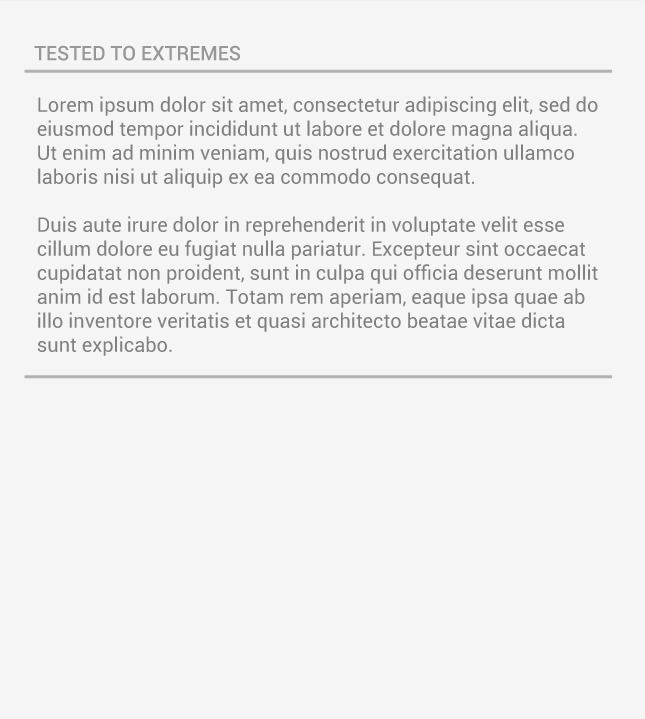 TESTED TO EXTREMES
Lorem ipsum dolor sit amet, consectetur adipiscing elit, sed do
eiusmod tempor incididunt ut labore et dolore magna aliqua.
Ut enim ad minim veniam, quis nostrud exercitation ullamco
laboris nisi ut aliquip ex ea commodo consequat.
Duis aute irure dolor in reprehenderit in voluptate velit esse
cillum dolore eu fugiat nulla pariatur. Excepteur sint occaecat
cupidatat non proident, sunt in culpa qui officia deserunt mollit
anim id est laborum. Totam rem aperiam, eaque ipsa quae ab
illo inventore veritatis et quasi architecto beatae vitae dicta
sunt explicabo.